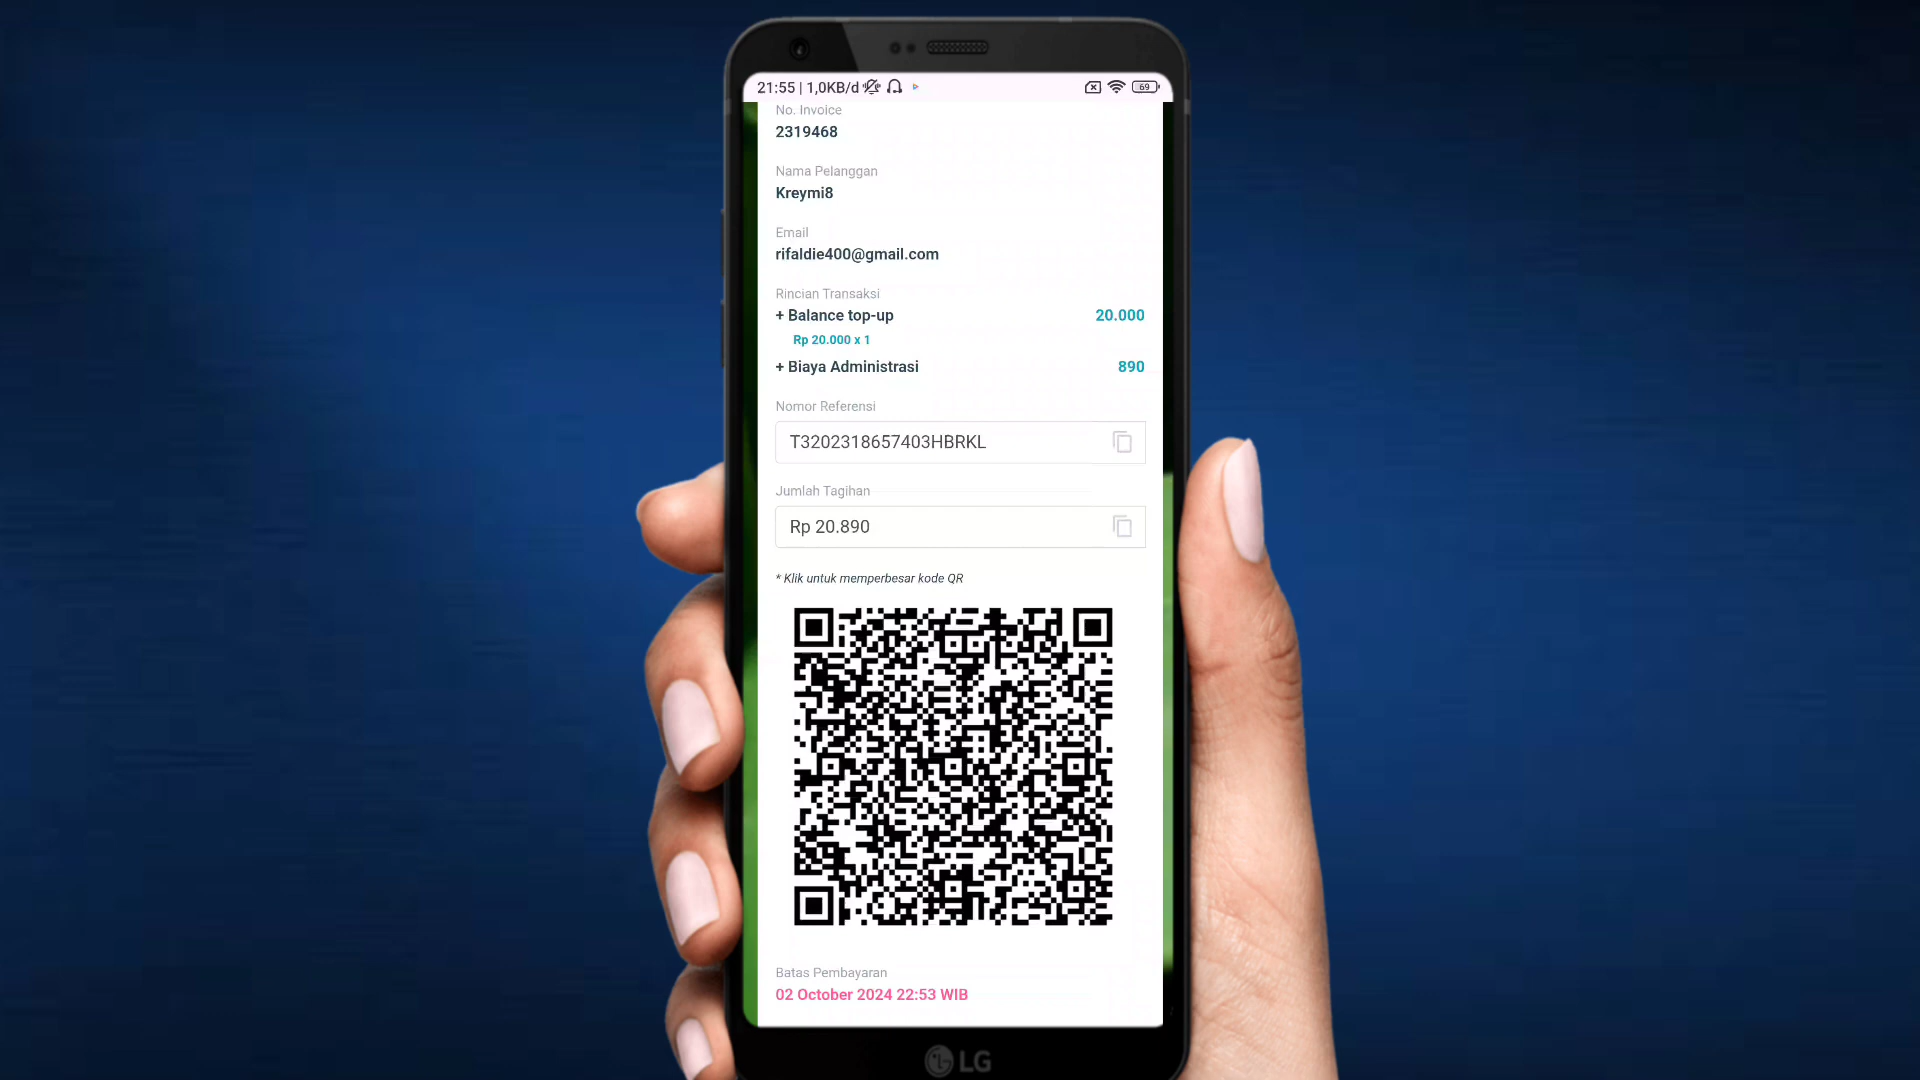 21:55 | 1,0KB/d
69
No. Invoice
2319468
Nama Pelanggan
Kreymi8
Email
rifaldie400@gmail.com
Rincian Transaksi
+ Balance top-up 20.000
Rp 20.000 x 1
+ Biaya Administrasi 890
Nomor Referensi
T3202318657403HBRKL
Jumlah Tagihan
Rp 20.890
* Klik untuk memperbesar kode QR
Batas Pembayaran
02 October 2024 22:53 WIB
LG